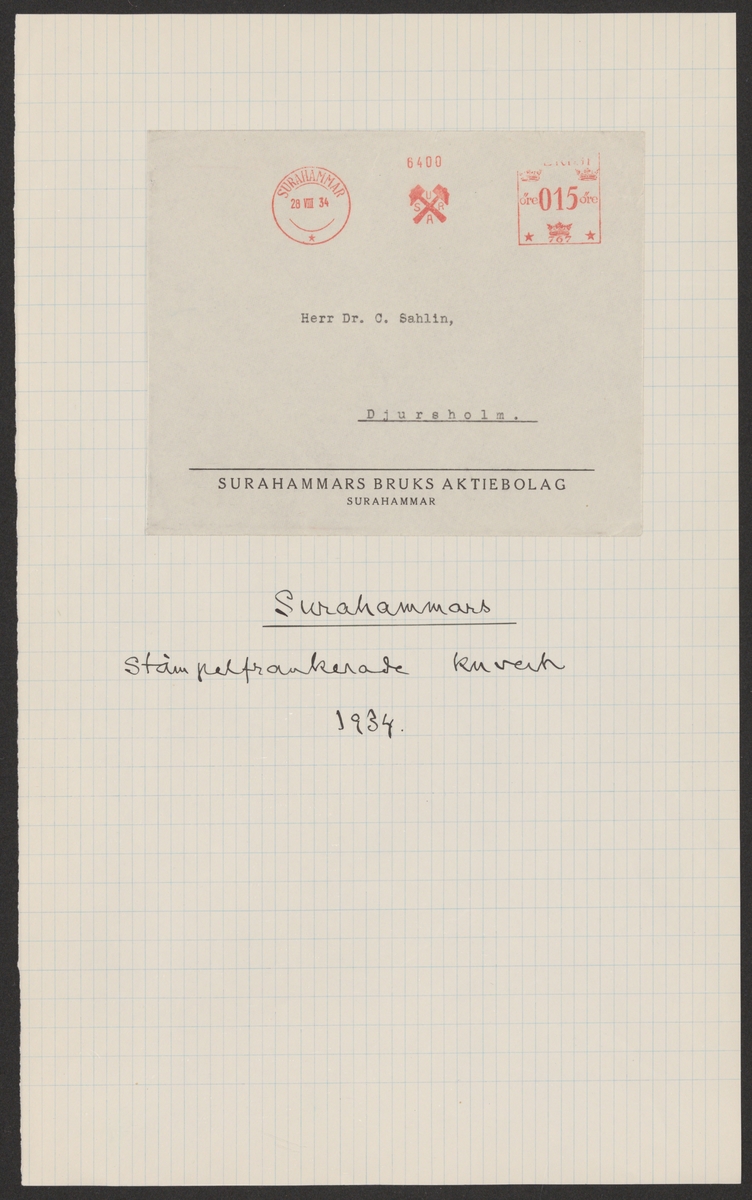 6400
SURAHAMMAR
28 VIII 34
S U R A
öre 015 öre
767
Herr Dr. C. Sahlin,
Djursholm.
SURAHAMMARS BRUKS AKTIEBOLAG
SURAHAMMAR
Surahammars
Stämpelfrankerade kuvert
1934.